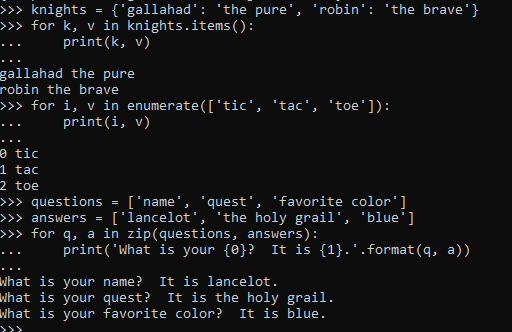 >>> knights = {'gallahad': 'the pure', 'robin': 'the brave'}
>>> for k, v in knights.items():
...     print(k, v)
...
gallahad the pure
robin the brave
>>> for i, v in enumerate(['tic', 'tac', 'toe']):
...     print(i, v)
...
0 tic
1 tac
2 toe
>>> questions = ['name', 'quest', 'favorite color']
>>> answers = ['lancelot', 'the holy grail', 'blue']
>>> for q, a in zip(questions, answers):
...     print('What is your {0}?  It is {1}.'.format(q, a))
...
What is your name?  It is lancelot.
What is your quest?  It is the holy grail.
What is your favorite color?  It is blue.
>>>